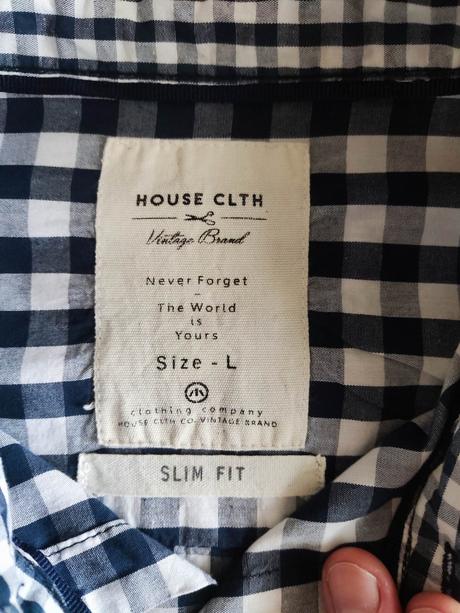 HOUSE CLTH
Vintage Brand
Never Forget
-
The World
is
Yours
Size - L
clothing company
HOUSE CLTH CO. VINTAGE BRAND
SLIM FIT